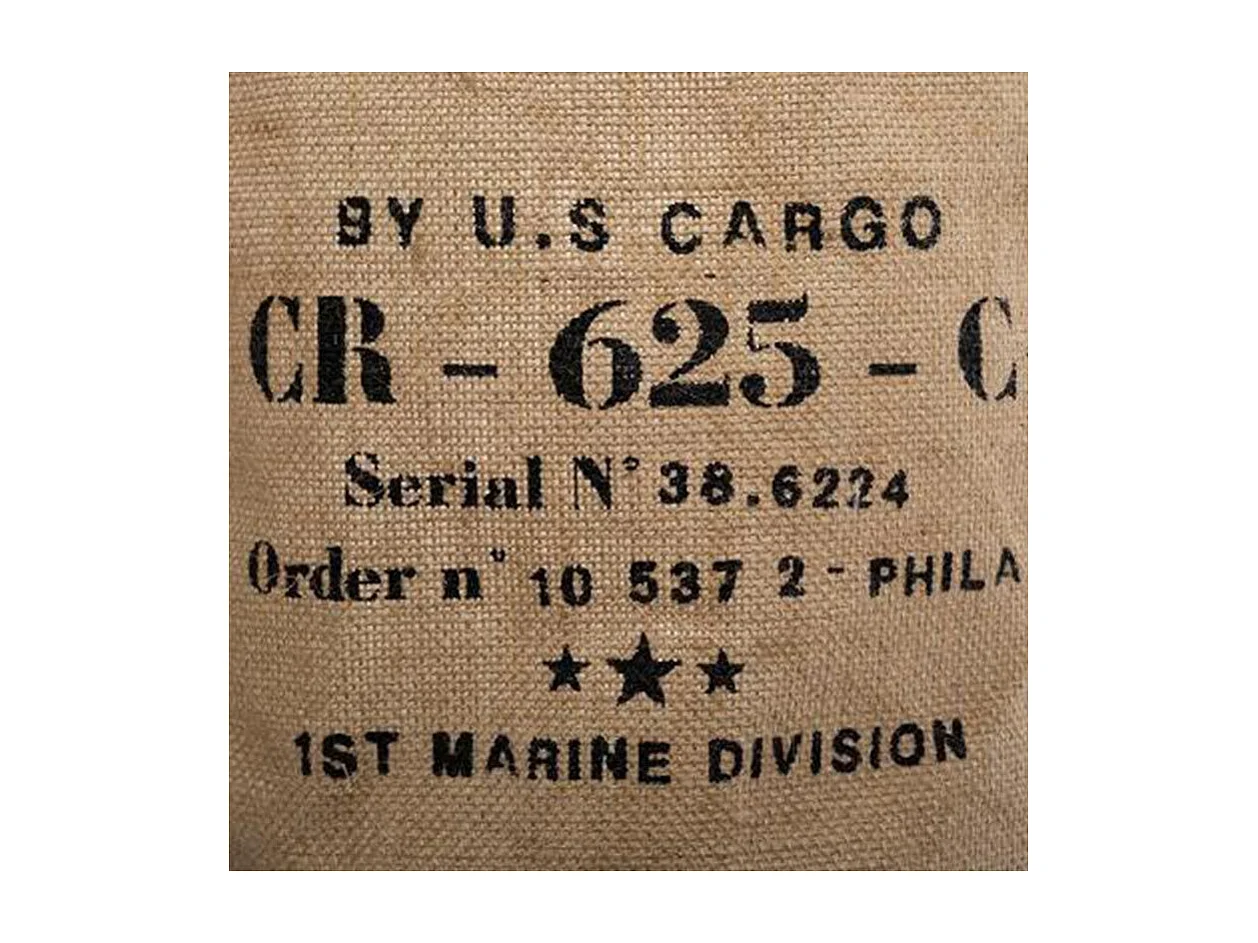 BY U.S CARGO
CR - 625 - C
Serial N° 38.6224
Order n° 10 537 2 - PHILA
1ST MARINE DIVISION